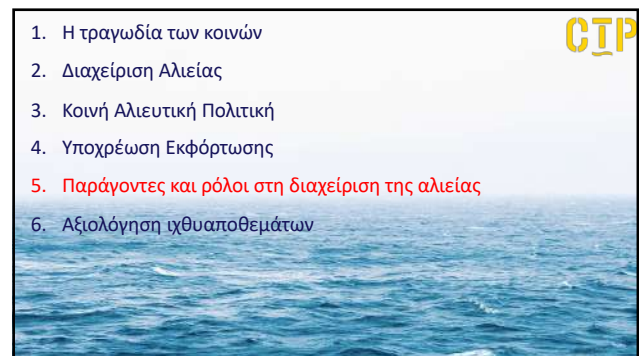 CTP
1. Η τραγωδία των κοινών
2. Διαχείριση Αλιείας
3. Κοινή Αλιευτική Πολιτική
4. Υποχρέωση Εκφόρτωσης
5. Παράγοντες και ρόλοι στη διαχείριση της αλιείας
6. Αξιολόγηση ιχθυαποθεμάτων